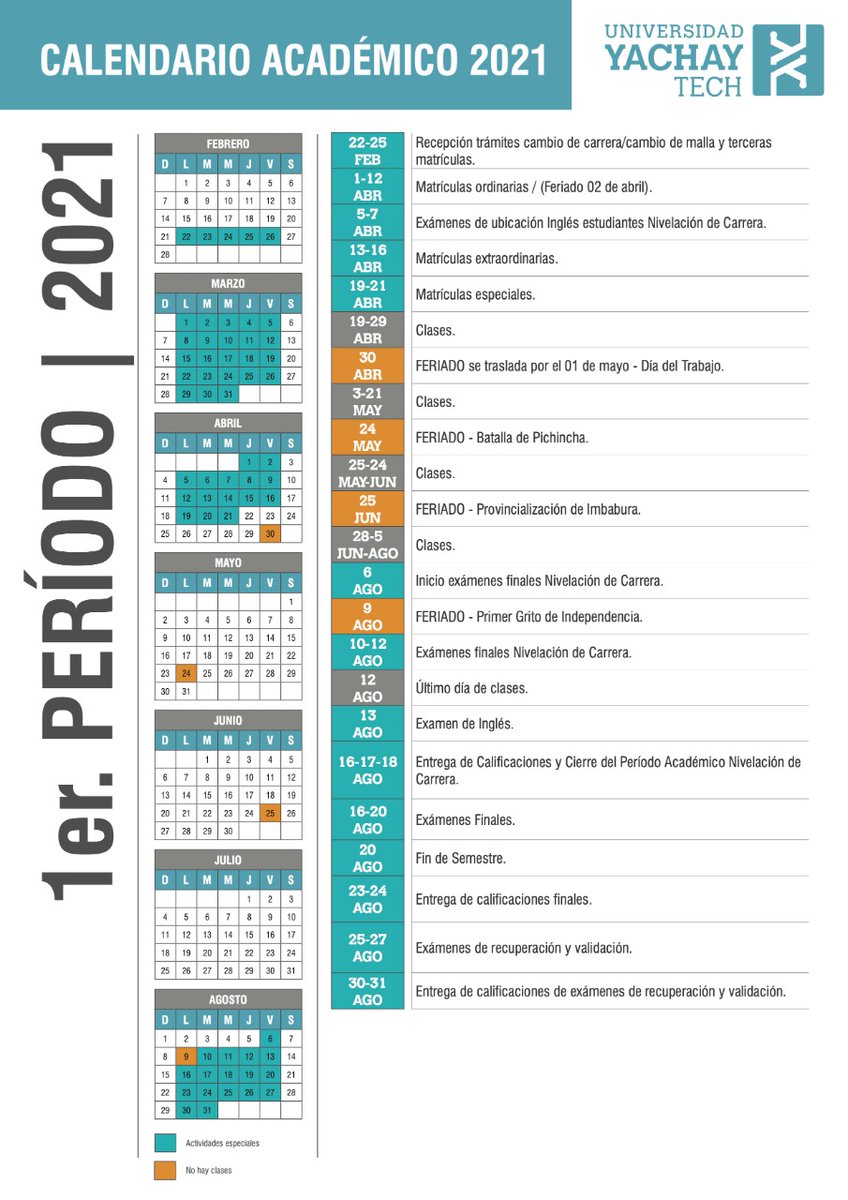 CALENDARIO ACADÉMICO 2021
UNIVERSIDAD
YACHAY
TECH
1er. PERÍODO | 2021
FEBRERO
D L M M J V S
1 2 3 4 5 6
7 8 9 10 11 12 13
14 15 16 17 18 19 20
21 22 23 24 25 26 27
28
MARZO
D L M M J V S
1 2 3 4 5 6
7 8 9 10 11 12 13
14 15 16 17 18 19 20
21 22 23 24 25 26 27
28 29 30 31
ABRIL
D L M M J V S
1 2 3
4 5 6 7 8 9 10
11 12 13 14 15 16 17
18 19 20 21 22 23 24
25 26 27 28 29 30
MAYO
D L M M J V S
1
2 3 4 5 6 7 8
9 10 11 12 13 14 15
16 17 18 19 20 21 22
23 24 25 26 27 28 29
30 31
JUNIO
D L M M J V S
1 2 3 4 5
6 7 8 9 10 11 12
13 14 15 16 17 18 19
20 21 22 23 24 25 26
27 28 29 30
JULIO
D L M M J V S
1 2 3
4 5 6 7 8 9 10
11 12 13 14 15 16 17
18 19 20 21 22 23 24
25 26 27 28 29 30 31
AGOSTO
D L M M J V S
1 2 3 4 5 6 7
8 9 10 11 12 13 14
15 16 17 18 19 20 21
22 23 24 25 26 27 28
29 30 31
Actividades especiales
No hay clases
22-25
FEB
Recepción trámites cambio de carrera/cambio de malla y terceras
matrículas.
1-12
ABR
Matrículas ordinarias / (Feriado 02 de abril).
5-7
ABR
Exámenes de ubicación Inglés estudiantes Nivelación de Carrera.
13-16
ABR
Matrículas extraordinarias.
19-21
ABR
Matrículas especiales.
19-29
ABR
Clases.
30
ABR
FERIADO se traslada por el 01 de mayo - Día del Trabajo.
3-21
MAY
Clases.
24
MAY
FERIADO - Batalla de Pichincha.
25-24
MAY-JUN
Clases.
25
JUN
FERIADO - Provincialización de Imbabura.
28-5
JUN-AGO
Clases.
6
AGO
Inicio exámenes finales Nivelación de Carrera.
9
AGO
FERIADO - Primer Grito de Independencia.
10-12
AGO
Exámenes finales Nivelación de Carrera.
12
AGO
Último día de clases.
13
AGO
Examen de Inglés.
16-17-18
AGO
Entrega de Calificaciones y Cierre del Período Académico Nivelación de
Carrera.
16-20
AGO
Exámenes Finales.
20
AGO
Fin de Semestre.
23-24
AGO
Entrega de calificaciones finales.
25-27
AGO
Exámenes de recuperación y validación.
30-31
AGO
Entrega de calificaciones de exámenes de recuperación y validación.